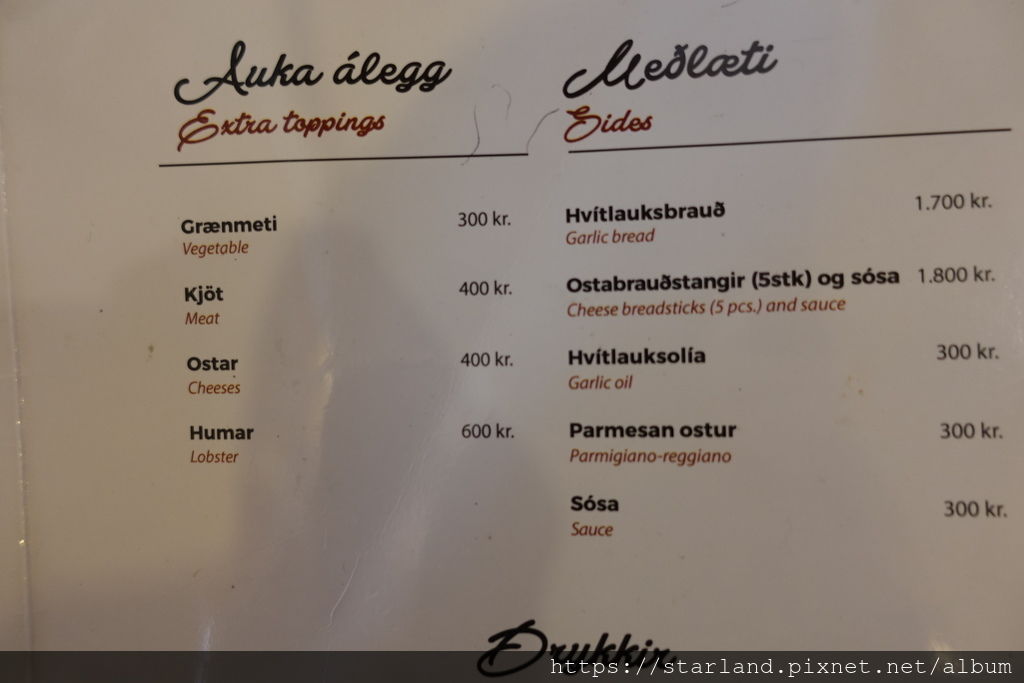 Auka álegg
Extra toppings
Grænmeti 300 kr.
Vegetable
Kjöt 400 kr.
Meat
Ostar 400 kr.
Cheeses
Humar 600 kr.
Lobster
Meðlæti
Sides
Hvítlauksbrauð 1.700 kr.
Garlic bread
Ostabrauðstangir (5stk) og sósa 1.800 kr.
Cheese breadsticks (5 pcs.) and sauce
Hvítlauksolía 300 kr.
Garlic oil
Parmesan ostur 300 kr.
Parmigiano-reggiano
Sósa 300 kr.
Sauce
Drykkir
https://starland.pixnet.net/album